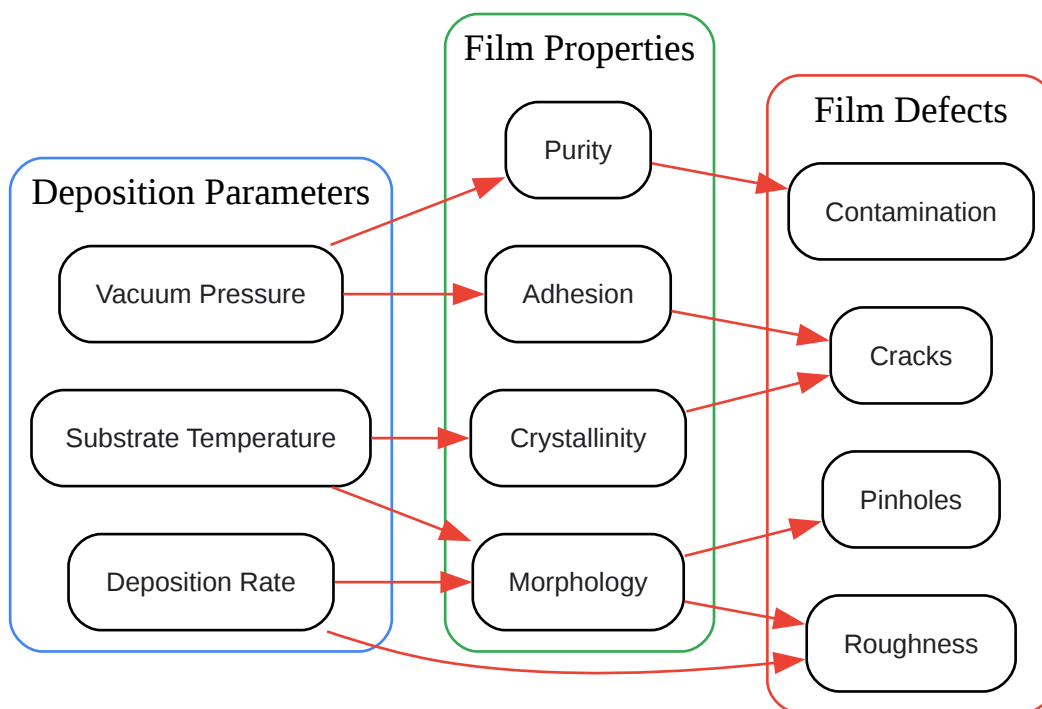 Deposition Parameters
Vacuum Pressure
Substrate Temperature
Deposition Rate
Film Properties
Purity
Adhesion
Crystallinity
Morphology
Film Defects
Contamination
Cracks
Pinholes
Roughness